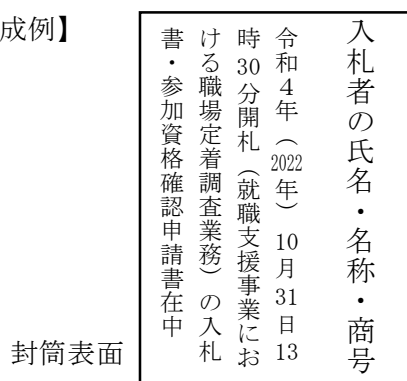 成例】
入札者の氏名・名称・商号
令和４年（2022年）10月31日13
時30分開札（就職支援事業にお
ける職場定着調査業務）の入札
書・参加資格確認申請書在中
封筒表面